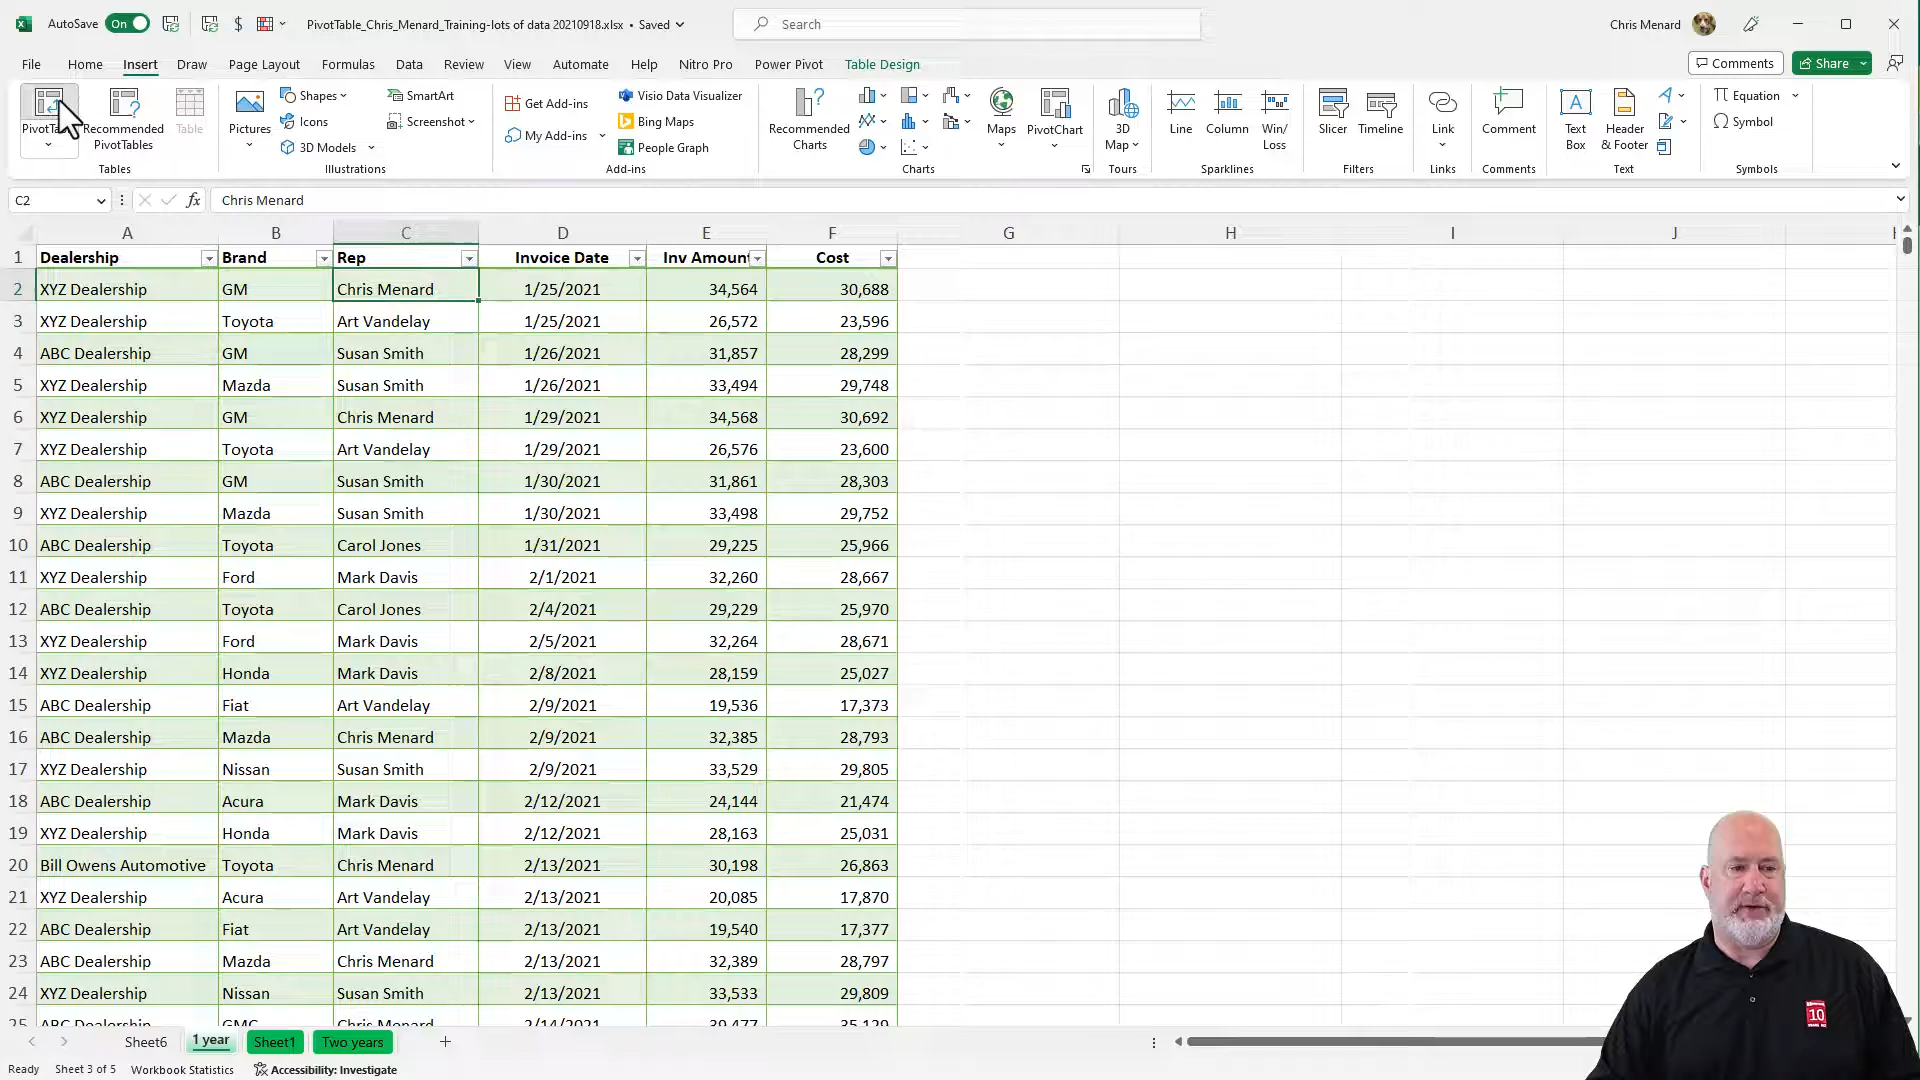 AutoSave On $ PivotTable_Chris_Menard_Training-lots of data 20210918.xlsx • Saved Search Chris Menard
File Home Insert Draw Page Layout Formulas Data Review View Automate Help Nitro Pro Power Pivot Table Design Comments Share
Recommended PivotTables
Table
Tables
Pictures
Shapes
Icons
3D Models
SmartArt
Screenshot
Illustrations
Get Add-ins
My Add-ins
Visio Data Visualizer
Bing Maps
People Graph
Add-ins
Recommended Charts
Maps
PivotChart
Charts
3D Map
Tours
Line
Column
Win/Loss
Sparklines
Slicer
Timeline
Filters
Link
Links
Comment
Comments
Text Box
Header & Footer
Text
Equation
Symbol
Symbols
C2 fx Chris Menard
A B C D E F G H I J
1 Dealership Brand Rep Invoice Date Inv Amount Cost
2 XYZ Dealership GM Chris Menard 1/25/2021 34,564 30,688
3 XYZ Dealership Toyota Art Vandelay 1/25/2021 26,572 23,596
4 ABC Dealership GM Susan Smith 1/26/2021 31,857 28,299
5 XYZ Dealership Mazda Susan Smith 1/26/2021 33,494 29,748
6 XYZ Dealership GM Chris Menard 1/29/2021 34,568 30,692
7 XYZ Dealership Toyota Art Vandelay 1/29/2021 26,576 23,600
8 ABC Dealership GM Susan Smith 1/30/2021 31,861 28,303
9 XYZ Dealership Mazda Susan Smith 1/30/2021 33,498 29,752
10 ABC Dealership Toyota Carol Jones 1/31/2021 29,225 25,966
11 XYZ Dealership Ford Mark Davis 2/1/2021 32,260 28,667
12 ABC Dealership Toyota Carol Jones 2/4/2021 29,229 25,970
13 XYZ Dealership Ford Mark Davis 2/5/2021 32,264 28,671
14 XYZ Dealership Honda Mark Davis 2/8/2021 28,159 25,027
15 ABC Dealership Fiat Art Vandelay 2/9/2021 19,536 17,373
16 ABC Dealership Mazda Chris Menard 2/9/2021 32,385 28,793
17 XYZ Dealership Nissan Susan Smith 2/9/2021 33,529 29,805
18 ABC Dealership Acura Mark Davis 2/12/2021 24,144 21,474
19 XYZ Dealership Honda Mark Davis 2/12/2021 28,163 25,031
20 Bill Owens Automotive Toyota Chris Menard 2/13/2021 30,198 26,863
21 XYZ Dealership Acura Art Vandelay 2/13/2021 20,085 17,870
22 ABC Dealership Fiat Art Vandelay 2/13/2021 19,540 17,377
23 ABC Dealership Mazda Chris Menard 2/13/2021 32,389 28,797
24 XYZ Dealership Nissan Susan Smith 2/13/2021 33,533 29,809
25 ABC Dealership GMC Chris Menard 2/14/2021 39,477 35,129
Sheet6 1 year Sheet1 Two years
Ready Sheet 3 of 5 Workbook Statistics Accessibility: Investigate
10